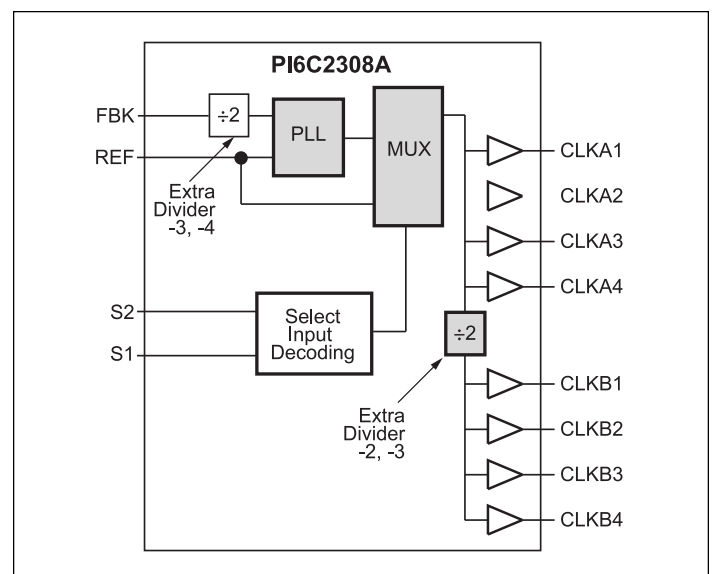 PI6C2308A
FBK
÷2
PLL
MUX
REF
Extra
Divider
-3, -4
CLKA1
CLKA2
CLKA3
CLKA4
S2
S1
Select
Input
Decoding
÷2
Extra
Divider
-2, -3
CLKB1
CLKB2
CLKB3
CLKB4